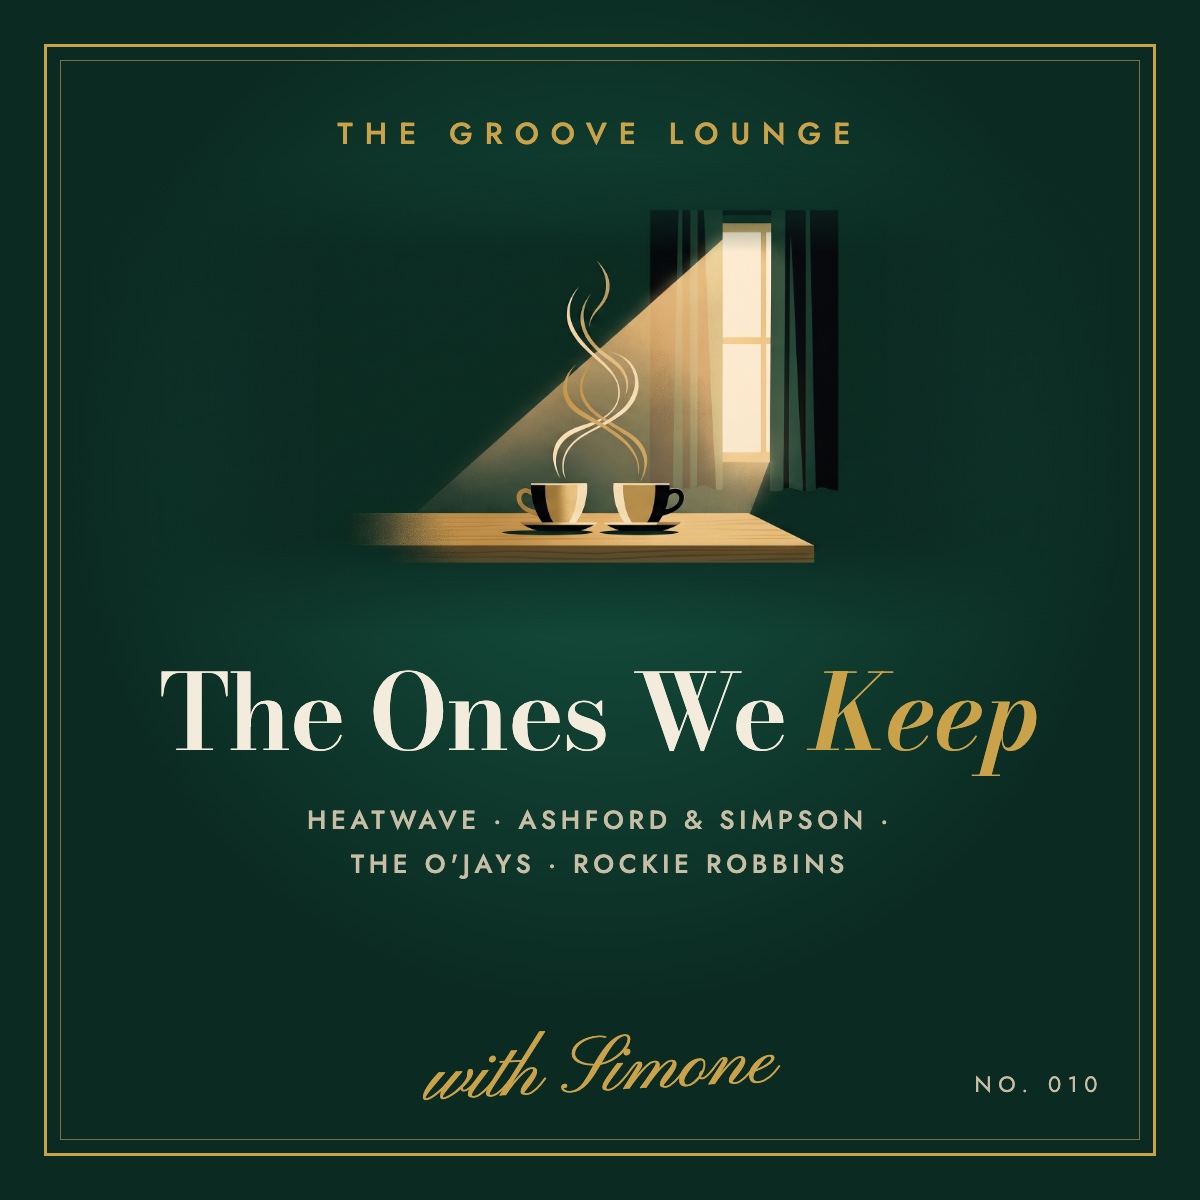 THE GROOVE LOUNGE
The Ones We Keep
HEATWAVE · ASHFORD & SIMPSON ·
THE O'JAYS · ROCKIE ROBBINS
with Simone
NO. 010